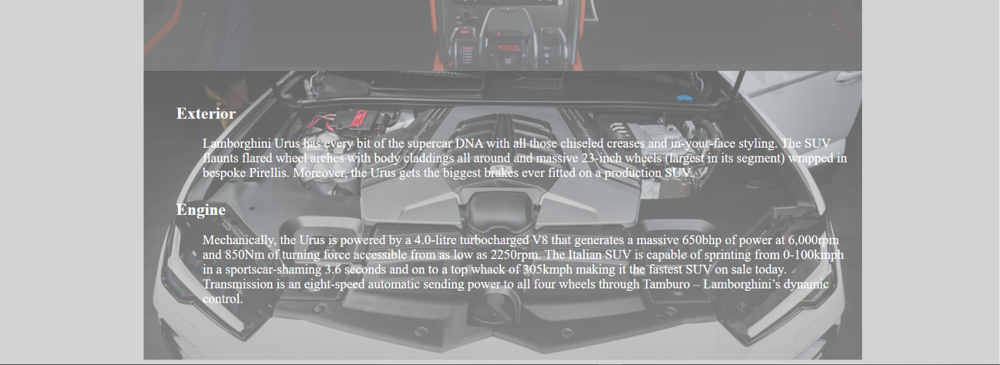 Exterior
Lamborghini Urus has every bit of the supercar DNA with all those chiseled creases and in-your-face styling. The SUV
flaunts flared wheel arches with body claddings all around and massive 23-inch wheels (largest in its segment) wrapped in
bespoke Pirellis. Moreover, the Urus gets the biggest brakes ever fitted on a production SUV.
Engine
Mechanically, the Urus is powered by a 4.0-litre turbocharged V8 that generates a massive 650bhp of power at 6,000rpm
and 850Nm of turning force accessible from as low as 2250rpm. The Italian SUV is capable of sprinting from 0-100kmph
in a sportscar-shaming 3.6 seconds and on to a top whack of 305kmph making it the fastest SUV on sale today.
Transmission is an eight-speed automatic sending power to all four wheels through Tamburo – Lamborghini’s dynamic
control.